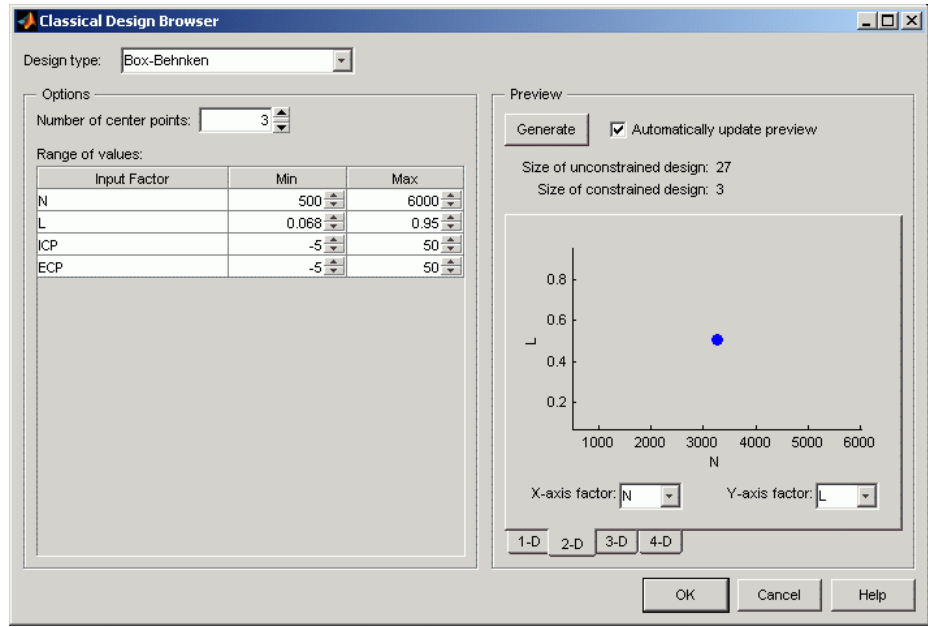 Classical Design Browser
Design type: Box-Behnken
Options
Number of center points: 3
Range of values:
Input Factor Min Max
N 500 6000
L 0.068 0.95
ICP -5 50
ECP -5 50
Preview
Generate Automatically update preview
Size of unconstrained design: 27
Size of constrained design: 3
0.8
0.6
L
0.4
0.2
1000 2000 3000 4000 5000 6000
N
X-axis factor: N Y-axis factor: L
1-D 2-D 3-D 4-D
OK Cancel Help